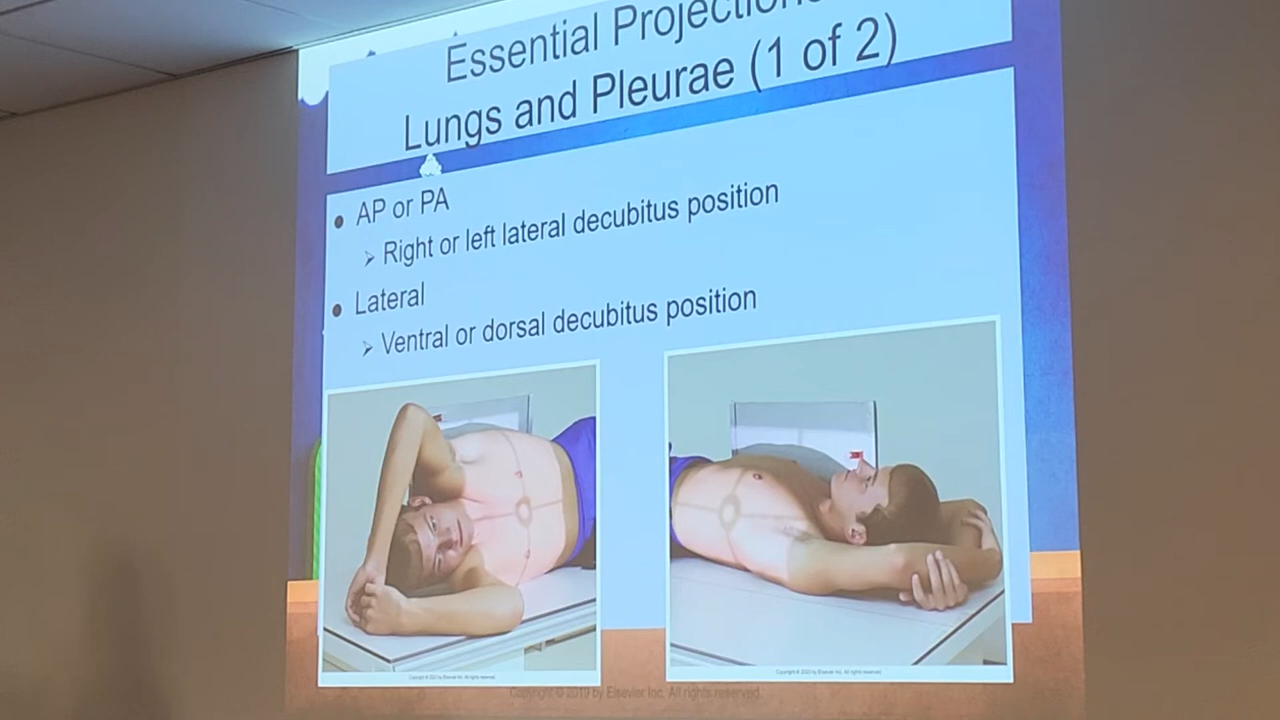 Essential Projections
Lungs and Pleurae (1 of 2)
AP or PA
Right or left lateral decubitus position
Lateral
Ventral or dorsal decubitus position
Copyright © 2019 by Elsevier Inc. All rights reserved.